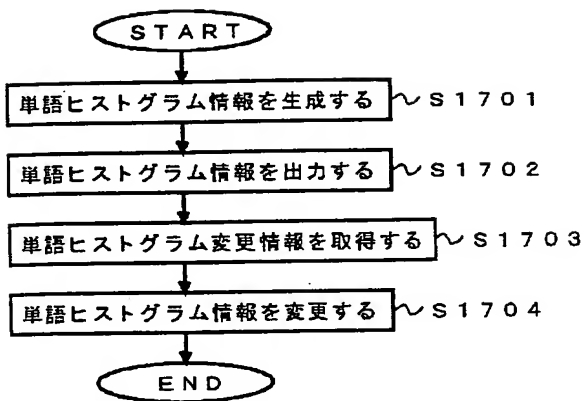 START
単語ヒストグラム情報を生成する ～S1701
単語ヒストグラム情報を出力する ～S1702
単語ヒストグラム変更情報を取得する ～S1703
単語ヒストグラム情報を変更する ～S1704
END